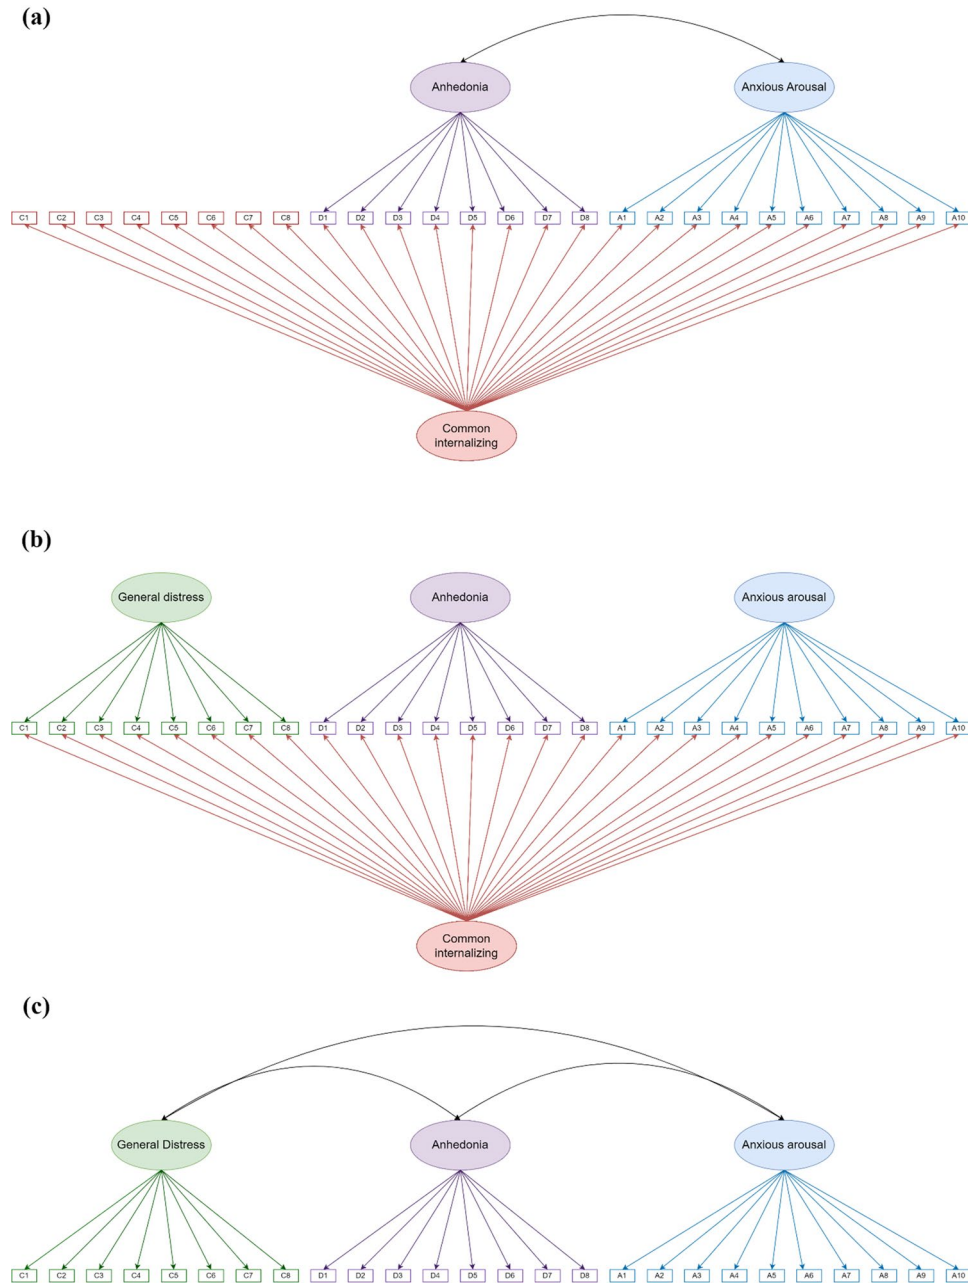 (a)
Anhedonia
Anxious Arousal
C1 C2 C3 C4 C5 C6 C7 C8 D1 D2 D3 D4 D5 D6 D7 D8 A1 A2 A3 A4 A5 A6 A7 A8 A9 A10
Common
internalizing
(b)
General distress
Anhedonia
Anxious arousal
C1 C2 C3 C4 C5 C6 C7 C8 D1 D2 D3 D4 D5 D6 D7 D8 A1 A2 A3 A4 A5 A6 A7 A8 A9 A10
Common
internalizing
(c)
General Distress
Anhedonia
Anxious arousal
C1 C2 C3 C4 C5 C6 C7 C8 D1 D2 D3 D4 D5 D6 D7 D8 A1 A2 A3 A4 A5 A6 A7 A8 A9 A10